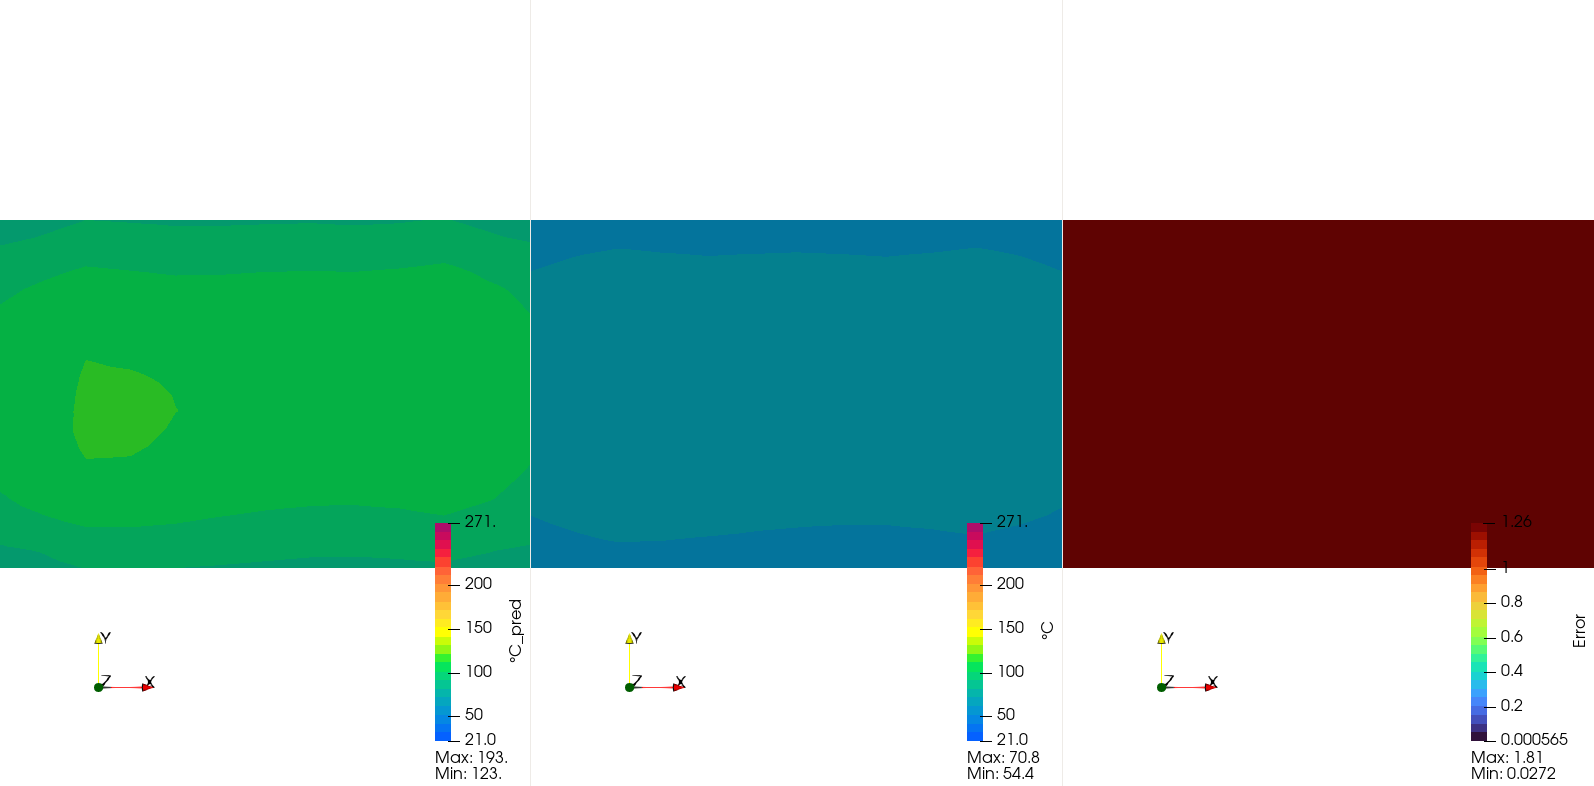 271.
200
150
100
50
21.0
°C_pred
Max: 193.
Min: 123.
Y
Z
X
271.
200
150
100
50
21.0
°C
Max: 70.8
Min: 54.4
Y
Z
X
1.26
1
0.8
0.6
0.4
0.2
0.000565
Error
Max: 1.81
Min: 0.0272
Y
Z
X